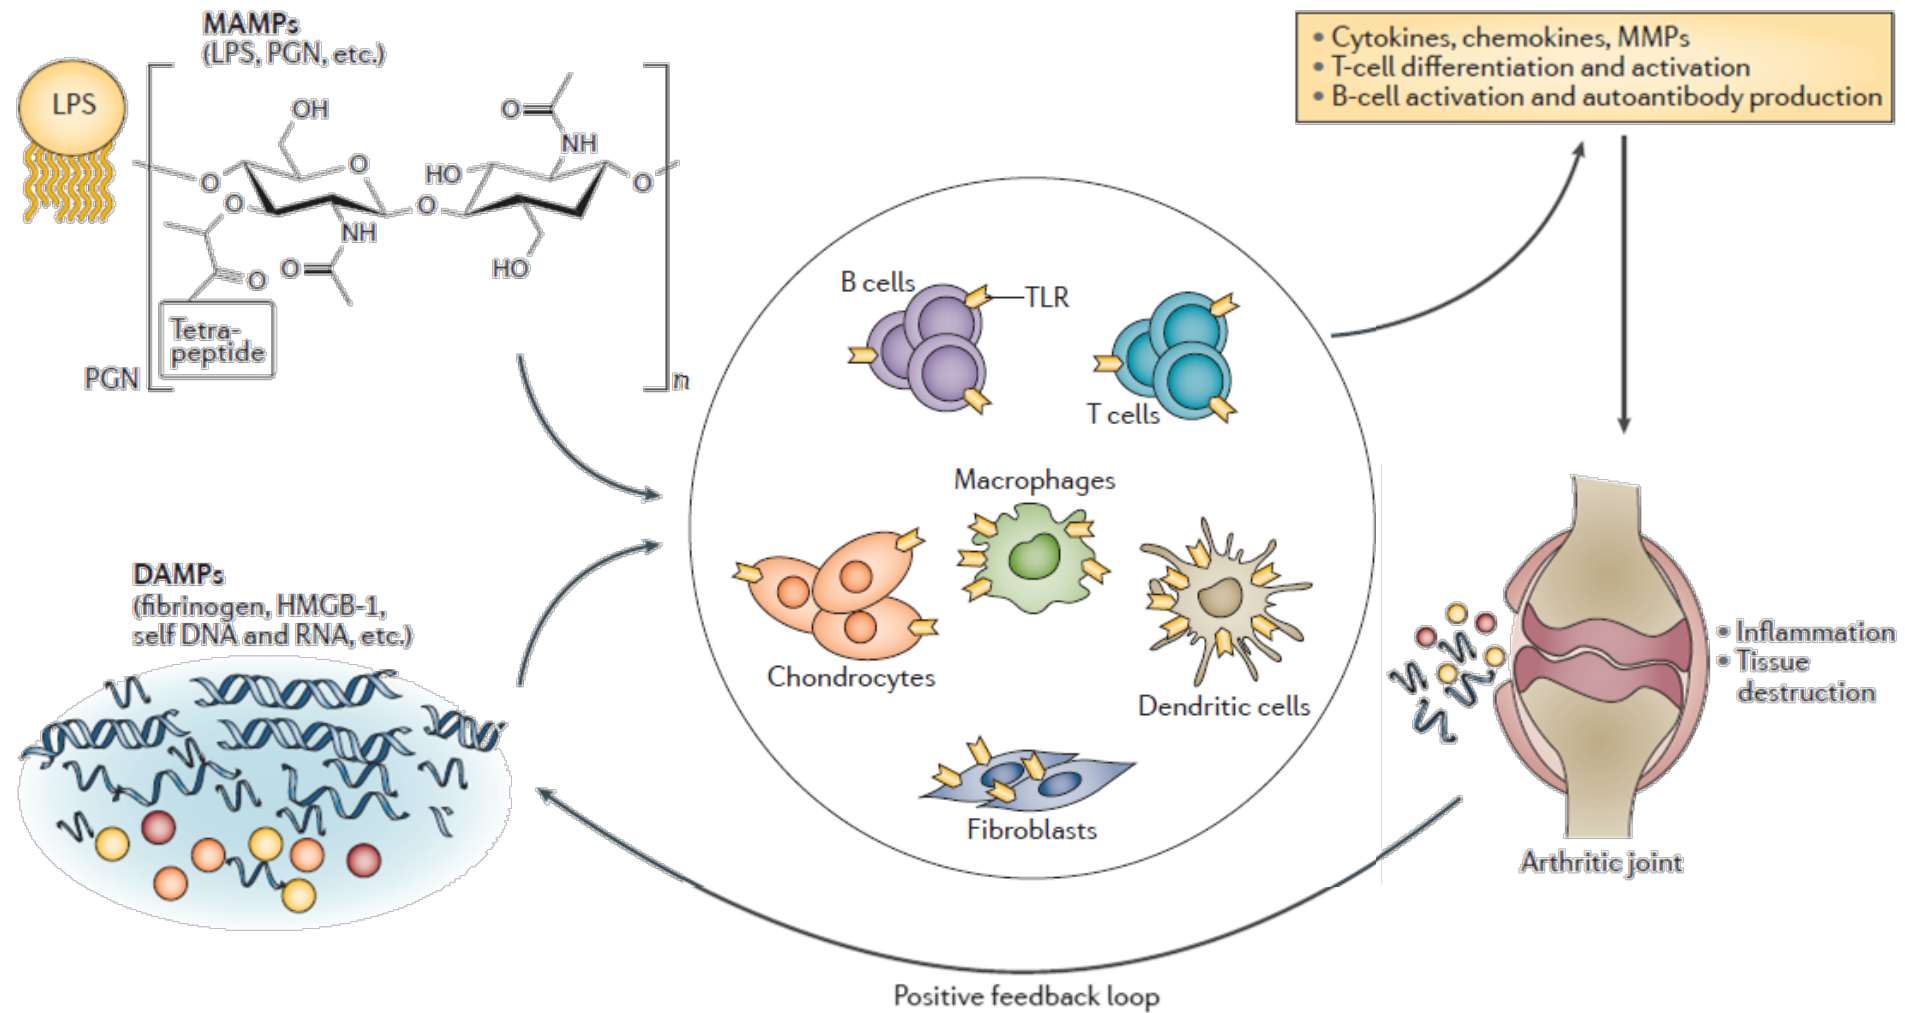 MAMPs
(LPS, PGN, etc.)
LPS
OH
O
NH
O
HO
O
O
O
O
NH
O
O
HO
Tetra-
peptide
PGN
n
• Cytokines, chemokines, MMPs
• T-cell differentiation and activation
• B-cell activation and autoantibody production
B cells
TLR
T cells
Macrophages
Chondrocytes
Dendritic cells
Fibroblasts
DAMPs
(fibrinogen, HMGB-1,
self DNA and RNA, etc.)
• Inflammation
• Tissue
destruction
Arthritic joint
Positive feedback loop